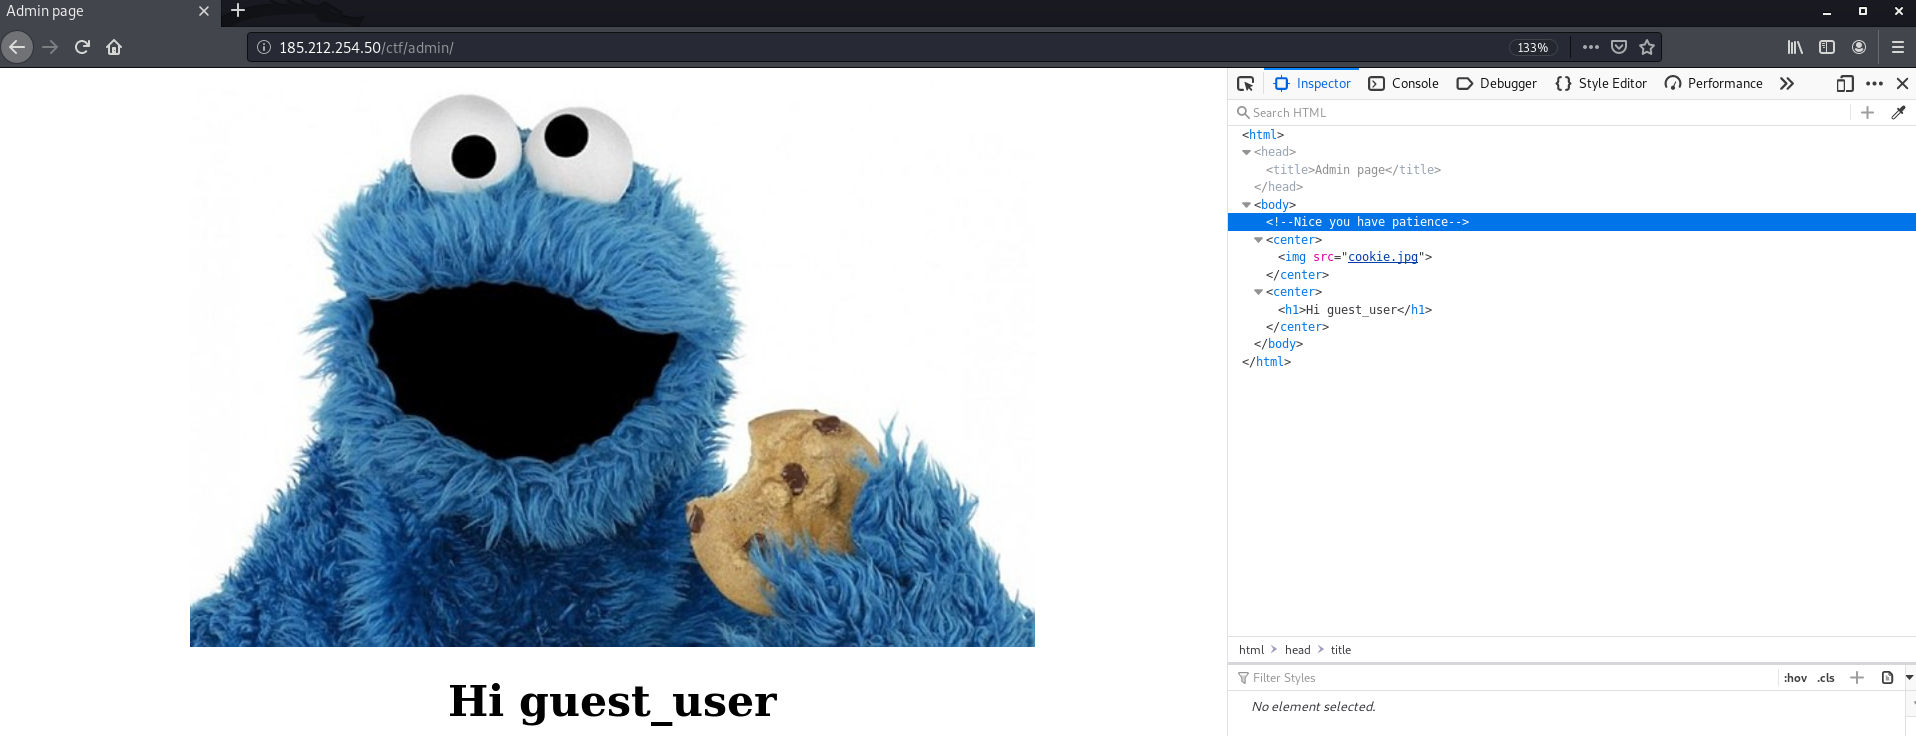 Admin page
185.212.254.50/ctf/admin/
133%
Inspector Console Debugger Style Editor Performance
Search HTML
<html>
<head>
<title>Admin page</title>
</head>
<body>
<!--Nice you have patience-->
<center>
<img src="cookie.jpg">
</center>
<center>
<h1>Hi guest_user</h1>
</center>
</body>
</html>
html > head > title
Filter Styles :hov .cls
No element selected.
Hi guest_user